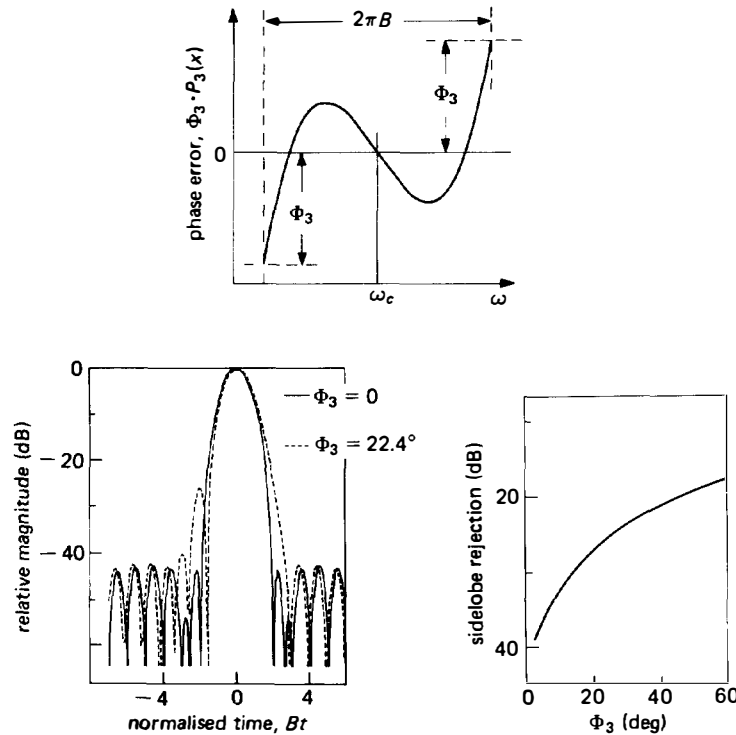 2πB
phase error, Φ₃·P₃(x)
Φ₃
0
Φ₃
ω_c
ω
relative magnitude (dB)
0
−20
−40
Φ₃ = 0
Φ₃ = 22.4°
−4
0
4
normalised time, Bt
sidelobe rejection (dB)
20
40
0
20
40
60
Φ₃ (deg)